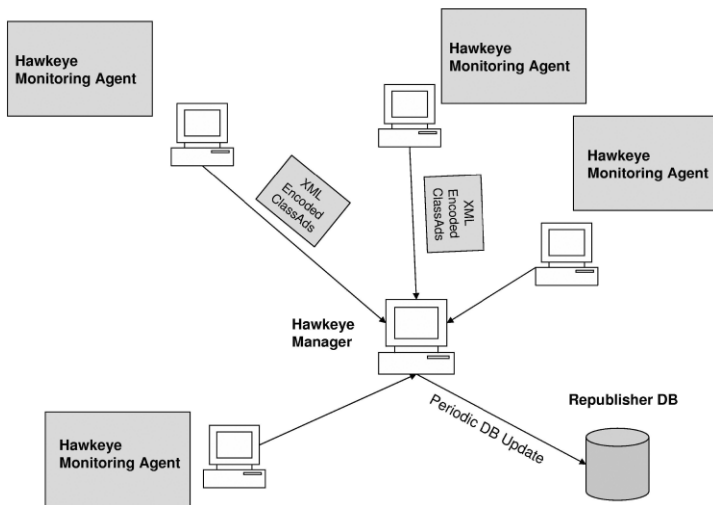 Hawkeye
Monitoring Agent
Hawkeye
Monitoring Agent
Hawkeye
Monitoring Agent
XML
Encoded
ClassAds
XML
Encoded
ClassAds
Hawkeye
Manager
Periodic DB Update
Republisher DB
Hawkeye
Monitoring Agent